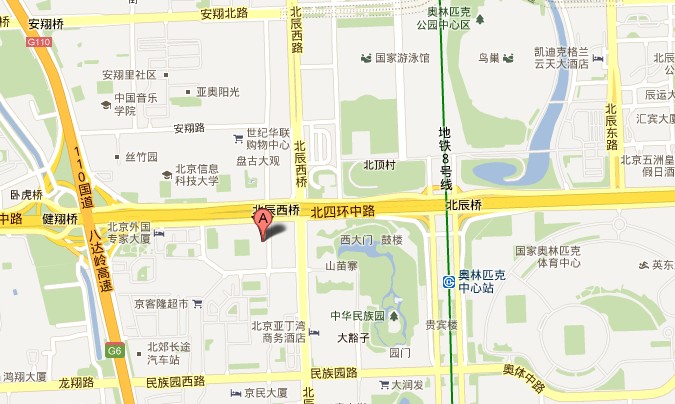 安翔北路
安翔桥
G110
北辰西路
奥林匹克
公园中心区
国家游泳馆
鸟巢
凯迪克格兰
云天大酒店
安翔里社区
亚奥阳光
中国音乐
学院
安翔路
世纪华联
购物中心
盘古大观
丝竹园
北京信息
科技大学
北辰西路
北顶村
地铁8号线
北辰
辰运大
汇宾大厦
北辰东路
北京五洲皇
假日酒
110国道
卧虎桥
健翔桥
中路
北京外国
专家大厦
北辰西桥
北四环中路
北辰桥
A
八达岭高速
西大门
鼓楼
山苗寨
国家奥林匹克
体育中心
英东
奥林匹克
中心站
京客隆超市
中华民族园
贵宾楼
北京亚丁湾
商务酒店
大豁子
园门
G6
北郊长途
汽车站
鸿翔大厦
龙翔路
民族园西路
民族园路
奥体中路
京民大厦
北辰
大润发